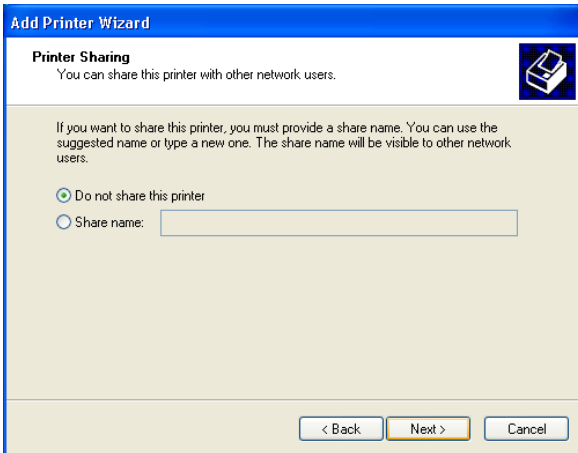 Add Printer Wizard
Printer Sharing
You can share this printer with other network users.
If you want to share this printer, you must provide a share name. You can use the
suggested name or type a new one. The share name will be visible to other network
users.
Do not share this printer
Share name:
< Back
Next >
Cancel